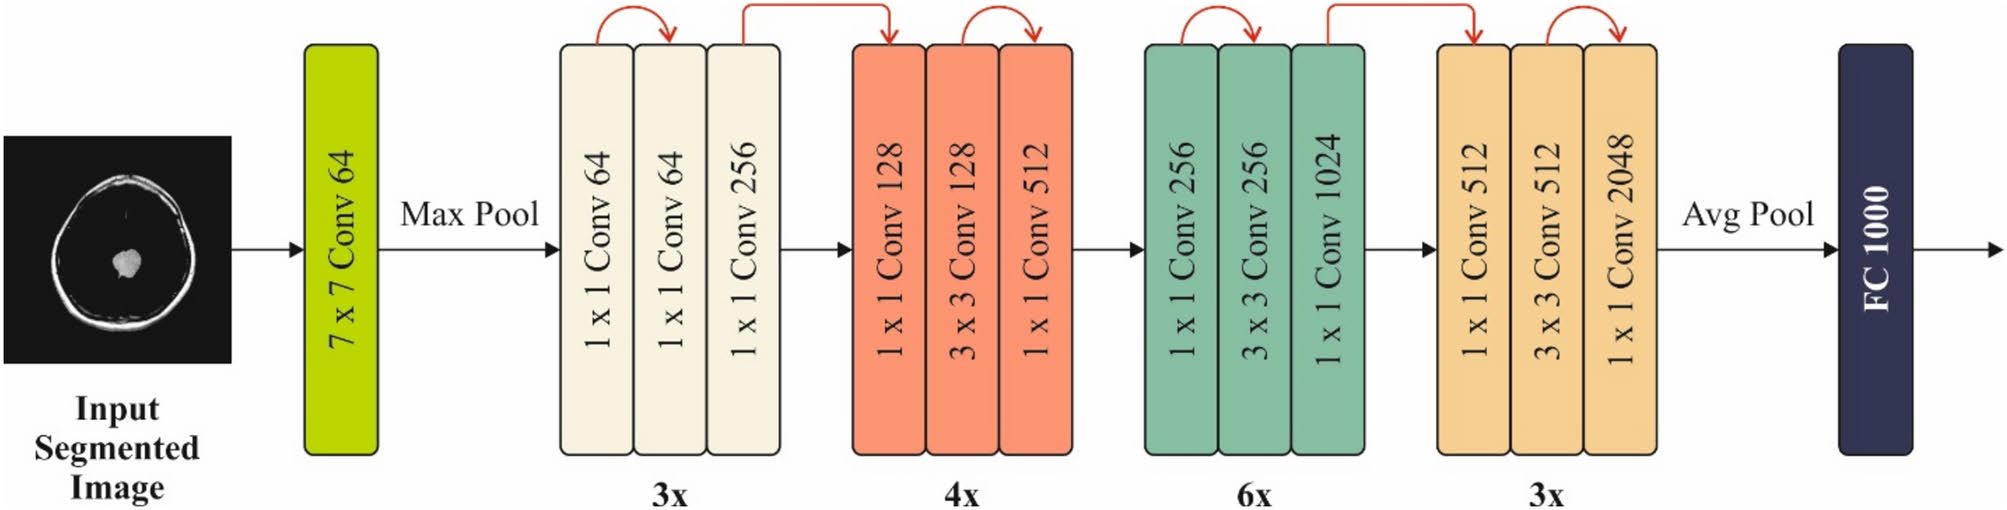 Input
Segmented
Image
7 x 7 Conv 64
Max Pool
1 x 1 Conv 64
1 x 1 Conv 64
1 x 1 Conv 256
3x
1 x 1 Conv 128
3 x 3 Conv 128
1 x 1 Conv 512
4x
1 x 1 Conv 256
3 x 3 Conv 256
1 x 1 Conv 1024
6x
1 x 1 Conv 512
3 x 3 Conv 512
1 x 1 Conv 2048
3x
Avg Pool
FC 1000